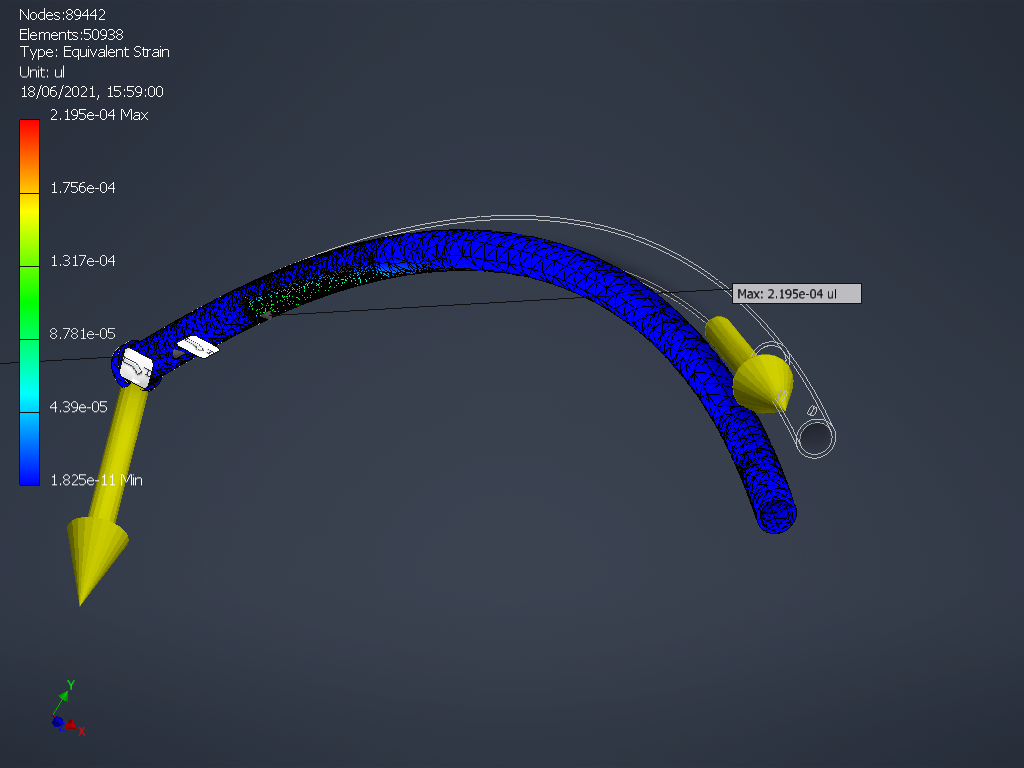 Nodes:89442
Elements:50938
Type: Equivalent Strain
Unit: ul
18/06/2021, 15:59:00
2.195e-04 Max
1.756e-04
1.317e-04
8.781e-05
4.39e-05
1.825e-11 Min
Max: 2.195e-04 ul
Y
X